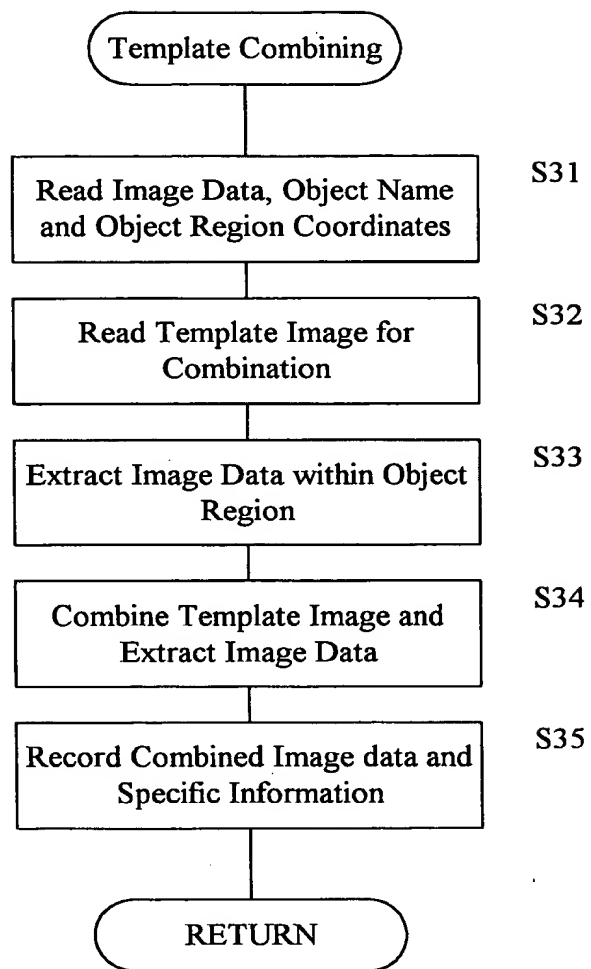 Template Combining
S31
Read Image Data, Object Name
and Object Region Coordinates
S32
Read Template Image for
Combination
S33
Extract Image Data within Object
Region
S34
Combine Template Image and
Extract Image Data
S35
Record Combined Image data and
Specific Information
RETURN